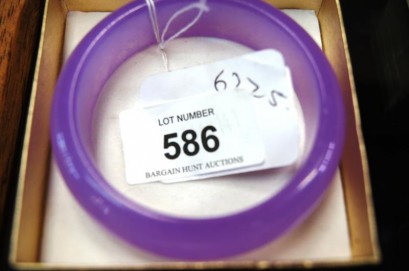 6225
LOT NUMBER
586
BARGAIN HUNT AUCTIONS